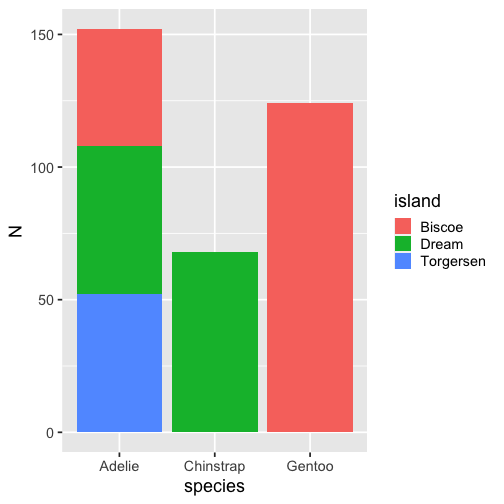 150
100
50
0
N
Adelie
Chinstrap
Gentoo
species
island
Biscoe
Dream
Torgersen